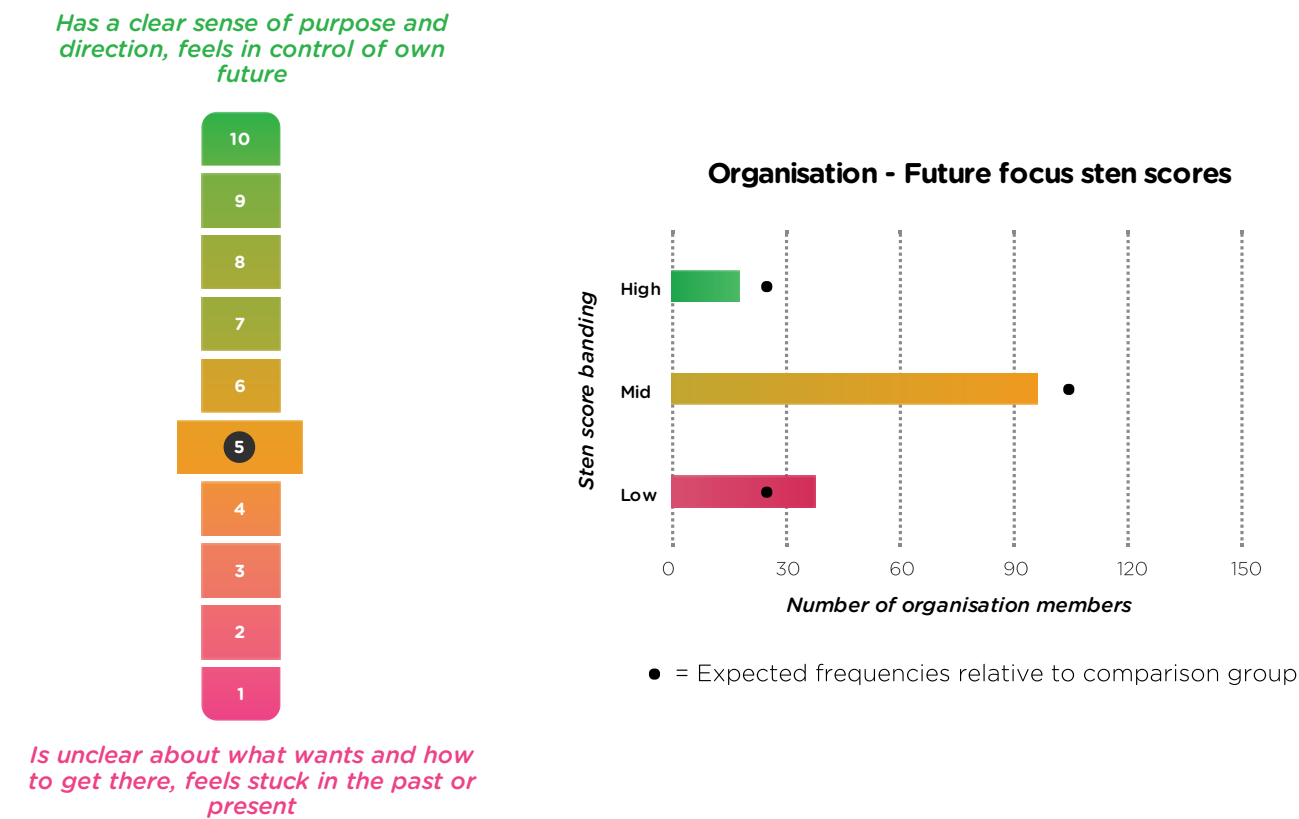 Has a clear sense of purpose and
direction, feels in control of own
future
10
9
8
7
6
5
4
3
2
1
Is unclear about what wants and how
to get there, feels stuck in the past or
present
Organisation - Future focus sten scores
Sten score banding
High
Mid
Low
0 30 60 90 120 150
Number of organisation members
● = Expected frequencies relative to comparison group